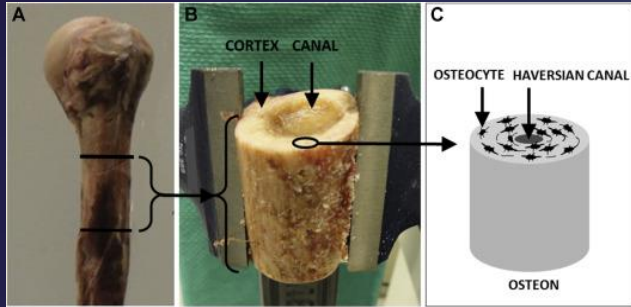 A
B
CORTEX CANAL
C
OSTEOCYTE HAVERSIAN CANAL
OSTEON